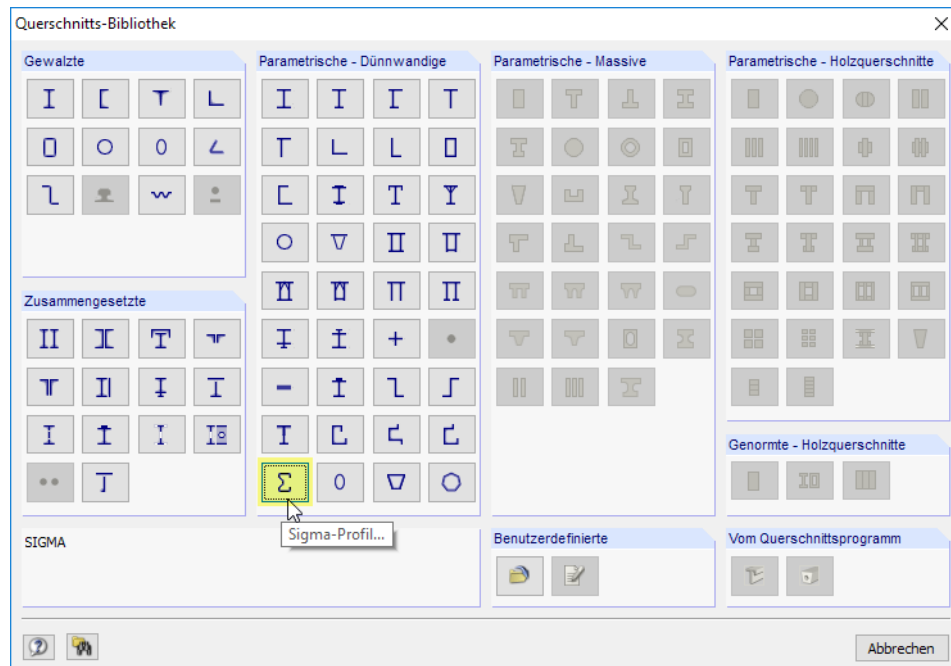 Querschnitts-Bibliothek
Gewalzte
Parametrische - Dünnwandige
Parametrische - Massive
Parametrische - Holzquerschnitte
Zusammengesetzte
Genormte - Holzquerschnitte
Sigma-Profil...
SIGMA
Benutzerdefinierte
Vom Querschnittsprogramm
Abbrechen